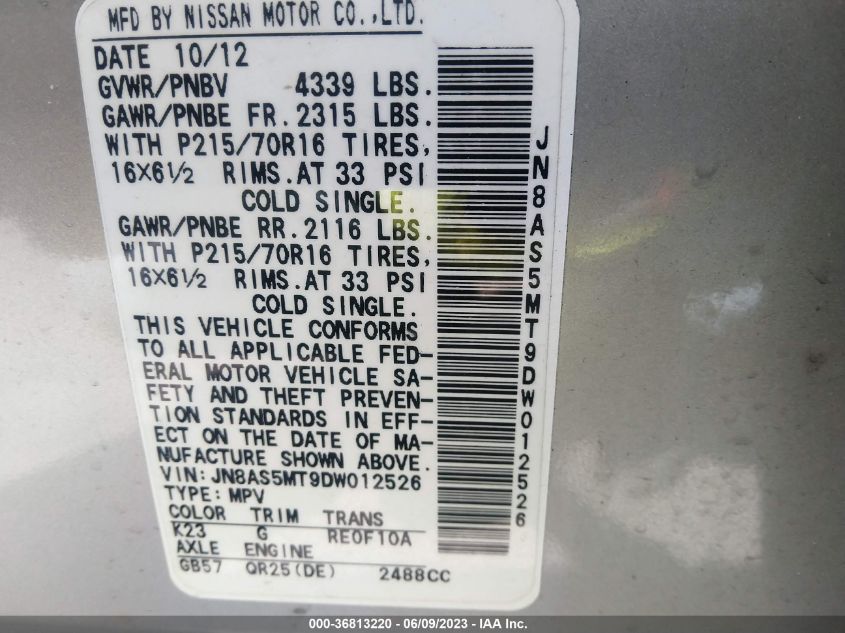 MFD BY NISSAN MOTOR CO.,LTD.
DATE 10/12
GVWR/PNBV 4339 LBS.
GAWR/PNBE FR.2315 LBS.
WITH P215/70R16 TIRES,
16X6½ RIMS.AT 33 PSI
COLD SINGLE.
GAWR/PNBE RR.2116 LBS.
WITH P215/70R16 TIRES,
16X6½ RIMS.AT 33 PSI
COLD SINGLE.
THIS VEHICLE CONFORMS
TO ALL APPLICABLE FED-
ERAL MOTOR VEHICLE SA-
FETY AND THEFT PREVEN-
TION STANDARDS IN EFF-
ECT ON THE DATE OF MA-
NUFACTURE SHOWN ABOVE.
VIN:JN8AS5MT9DW012526
TYPE:MPV
COLOR TRIM TRANS
K23 G RE0F10A
AXLE ENGINE
GB57 QR25(DE) 2488CC
JN8AS5MT9DW012526
000-36813220 - 06/09/2023 - IAA Inc.